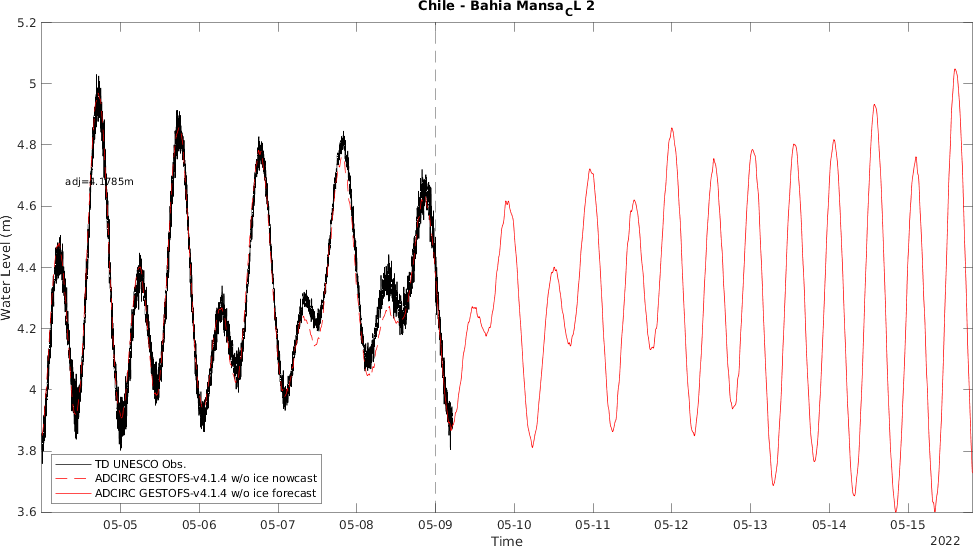 Chile - Bahia Mansa_CL 2
5.2
5
4.8
4.6
4.4
4.2
4
3.8
3.6
Water Level (m)
adj=4.1785m
TD UNESCO Obs.
ADCIRC GESTOFS-v4.1.4 w/o ice nowcast
ADCIRC GESTOFS-v4.1.4 w/o ice forecast
05-05 05-06 05-07 05-08 05-09 05-10 05-11 05-12 05-13 05-14 05-15
Time
2022